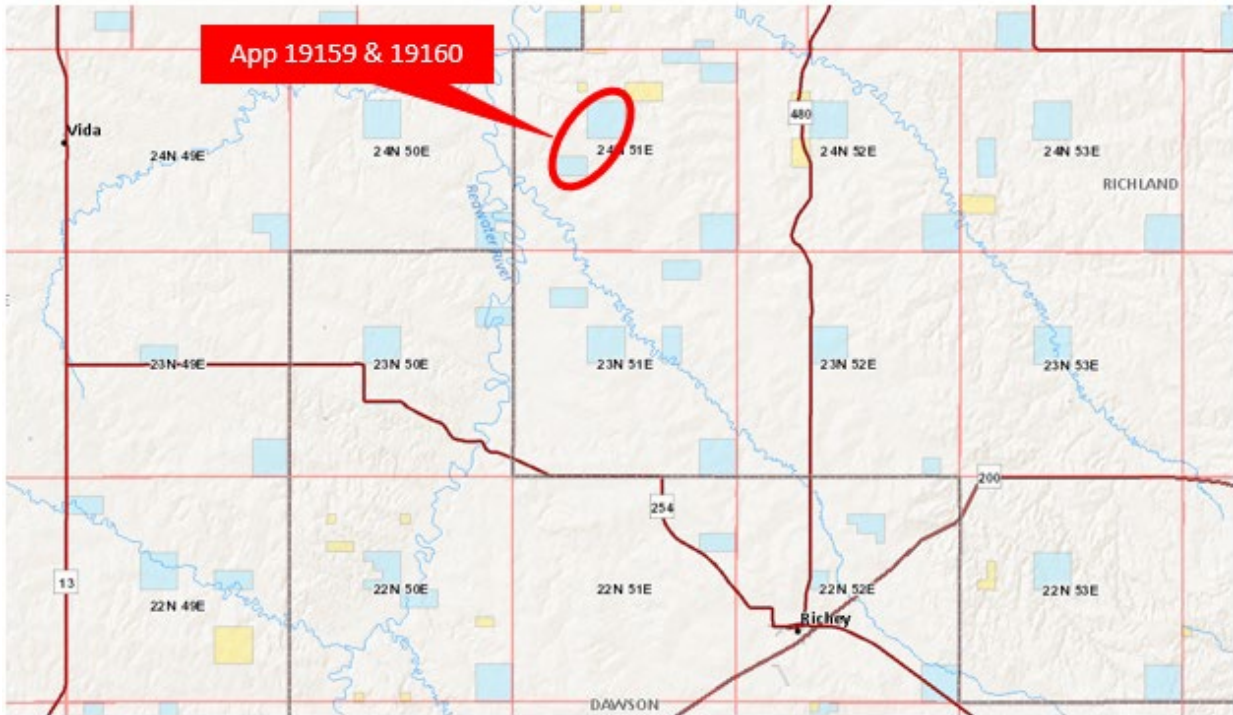 App 19159 & 19160
480
Vida
24N 49E
24N 50E
24N 51E
24N 52E
24N 53E
RICHLAND
Redwater River
23N 49E
23N 50E
23N 51E
23N 52E
23N 53E
200
254
13
22N 49E
22N 50E
22N 51E
22N 52E
22N 53E
Richey
DAWSON